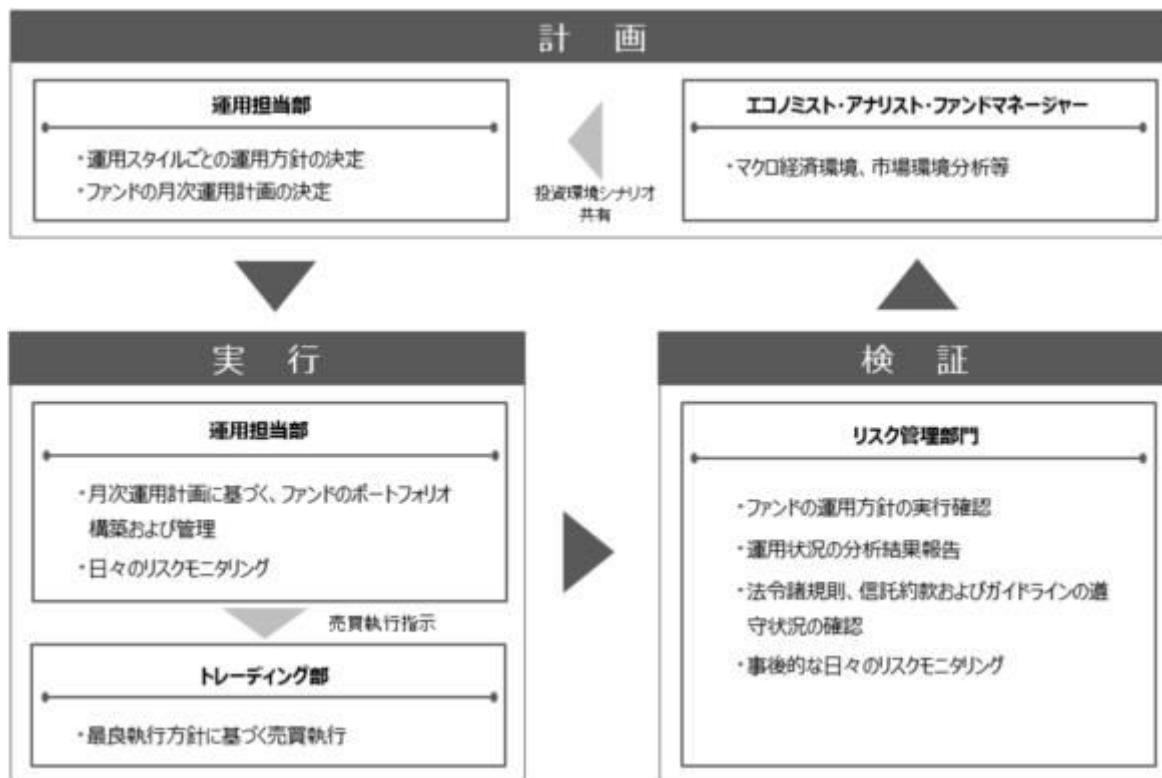 計 画
運用担当部
・運用スタイルごとの運用方針の決定
・ファンドの月次運用計画の決定
投資環境シナリオ
共有
エコノミスト・アナリスト・ファンドマネージャー
・マクロ経済環境、市場環境分析等
実 行
運用担当部
・月次運用計画に基づく、ファンドのポートフォリオ
構築および管理
・日々のリスクモニタリング
売買執行指示
トレーディング部
・最良執行方針に基づく売買執行
検 証
リスク管理部門
・ファンドの運用方針の実行確認
・運用状況の分析結果報告
・法令諸規則、信託約款およびガイドラインの遵
守状況の確認
・事後的な日々のリスクモニタリング